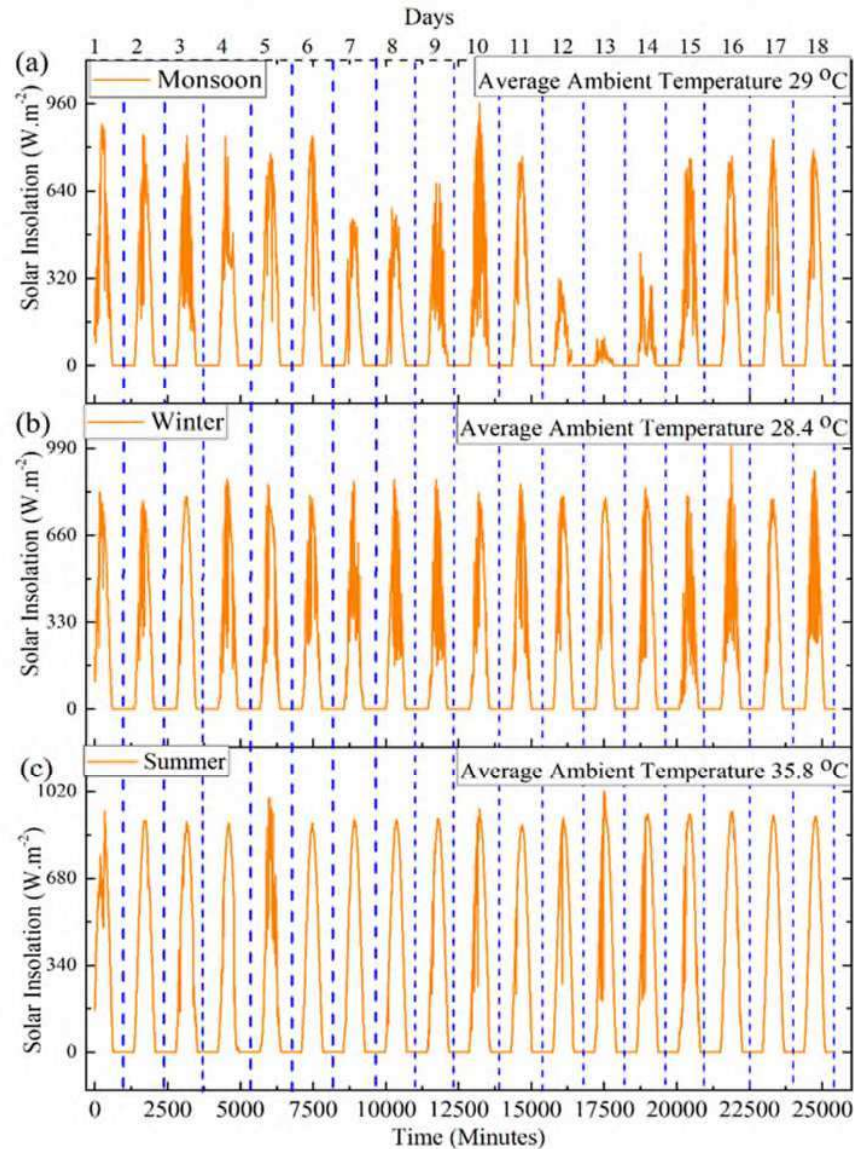 Days
1 2 3 4 5 6 7 8 9 10 11 12 13 14 15 16 17 18
(a)
Monsoon
Average Ambient Temperature 29 °C
960
640
320
0
Solar Insolation (W.m⁻²)
(b)
Winter
Average Ambient Temperature 28.4 °C
990
660
330
0
Solar Insolation (W.m⁻²)
(c)
Summer
Average Ambient Temperature 35.8 °C
1020
680
340
0
Solar Insolation (W.m⁻²)
0 2500 5000 7500 10000 12500 15000 17500 20000 22500 25000
Time (Minutes)